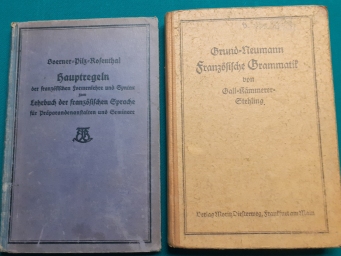 Boerner-Pilz-Rosenthal
Hauptregeln
der französischen Formenlehre und Syntax
zum
Lehrbuch der französischen Sprache
für Präparandenanstalten und Seminare
Grund-Neumann
Französische Grammatik
von
Gall-Kämmerer-
Stehling
Verlag Moritz Diesterweg, Frankfurt am Main